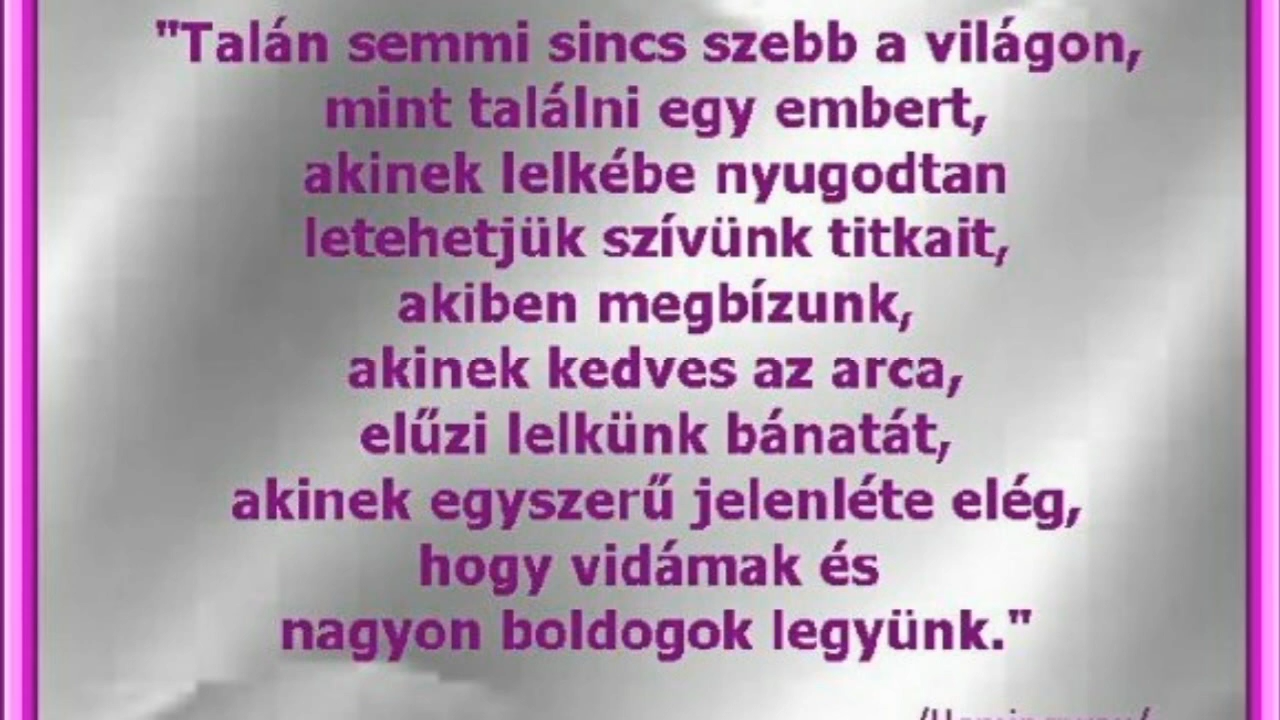 "Talán semmi sincs szebb a világon,
mint találni egy embert,
akinek lelkébe nyugodtan
letehetjük szívünk titkait,
akiben megbízunk,
akinek kedves az arca,
elűzi lelkünk bánatát,
akinek egyszerű jelenléte elég,
hogy vidámak és
nagyon boldogok legyünk."